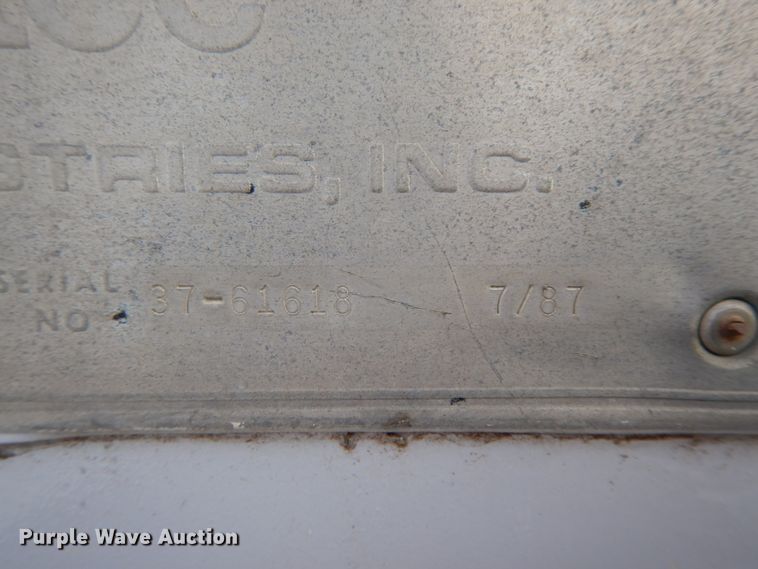 STRIES, INC.
SERIAL NO 37-61618 7/87
Purple Wave Auction